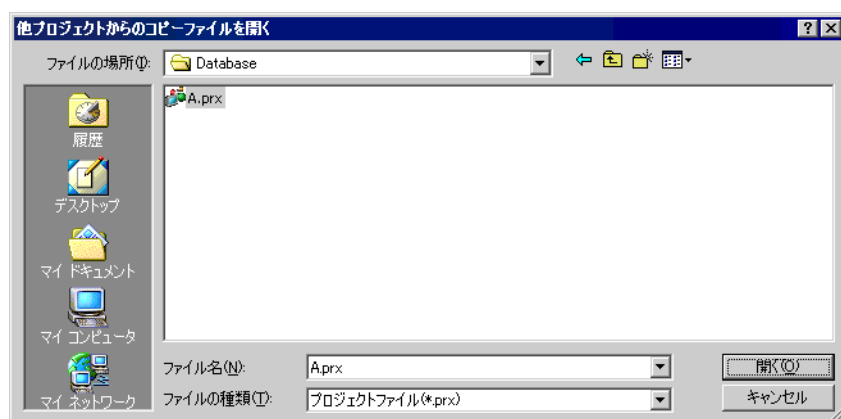 他プロジェクトからのコピーファイルを開く
ファイルの場所(I):
Database
A.prx
履歴
デスクトップ
マイ ドキュメント
マイ コンピュータ
マイ ネットワーク
ファイル名(N):
A.prx
開く(O)
ファイルの種類(T):
プロジェクトファイル(*.prx)
キャンセル